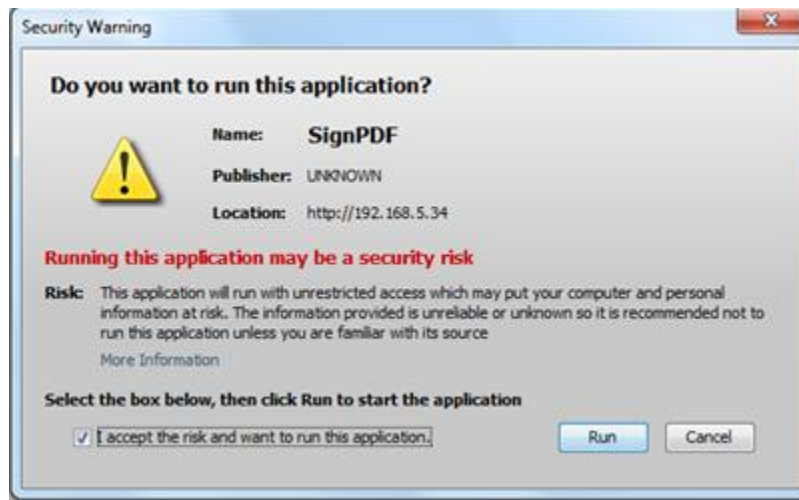 Security Warning
Do you want to run this application?
Name: SignPDF
Publisher: UNKNOWN
Location: http://192.168.5.34
Running this application may be a security risk
Risk: This application will run with unrestricted access which may put your computer and personal
information at risk. The information provided is unreliable or unknown so it is recommended not to
run this application unless you are familiar with its source
More Information
Select the box below, then click Run to start the application
I accept the risk and want to run this application.
Run Cancel